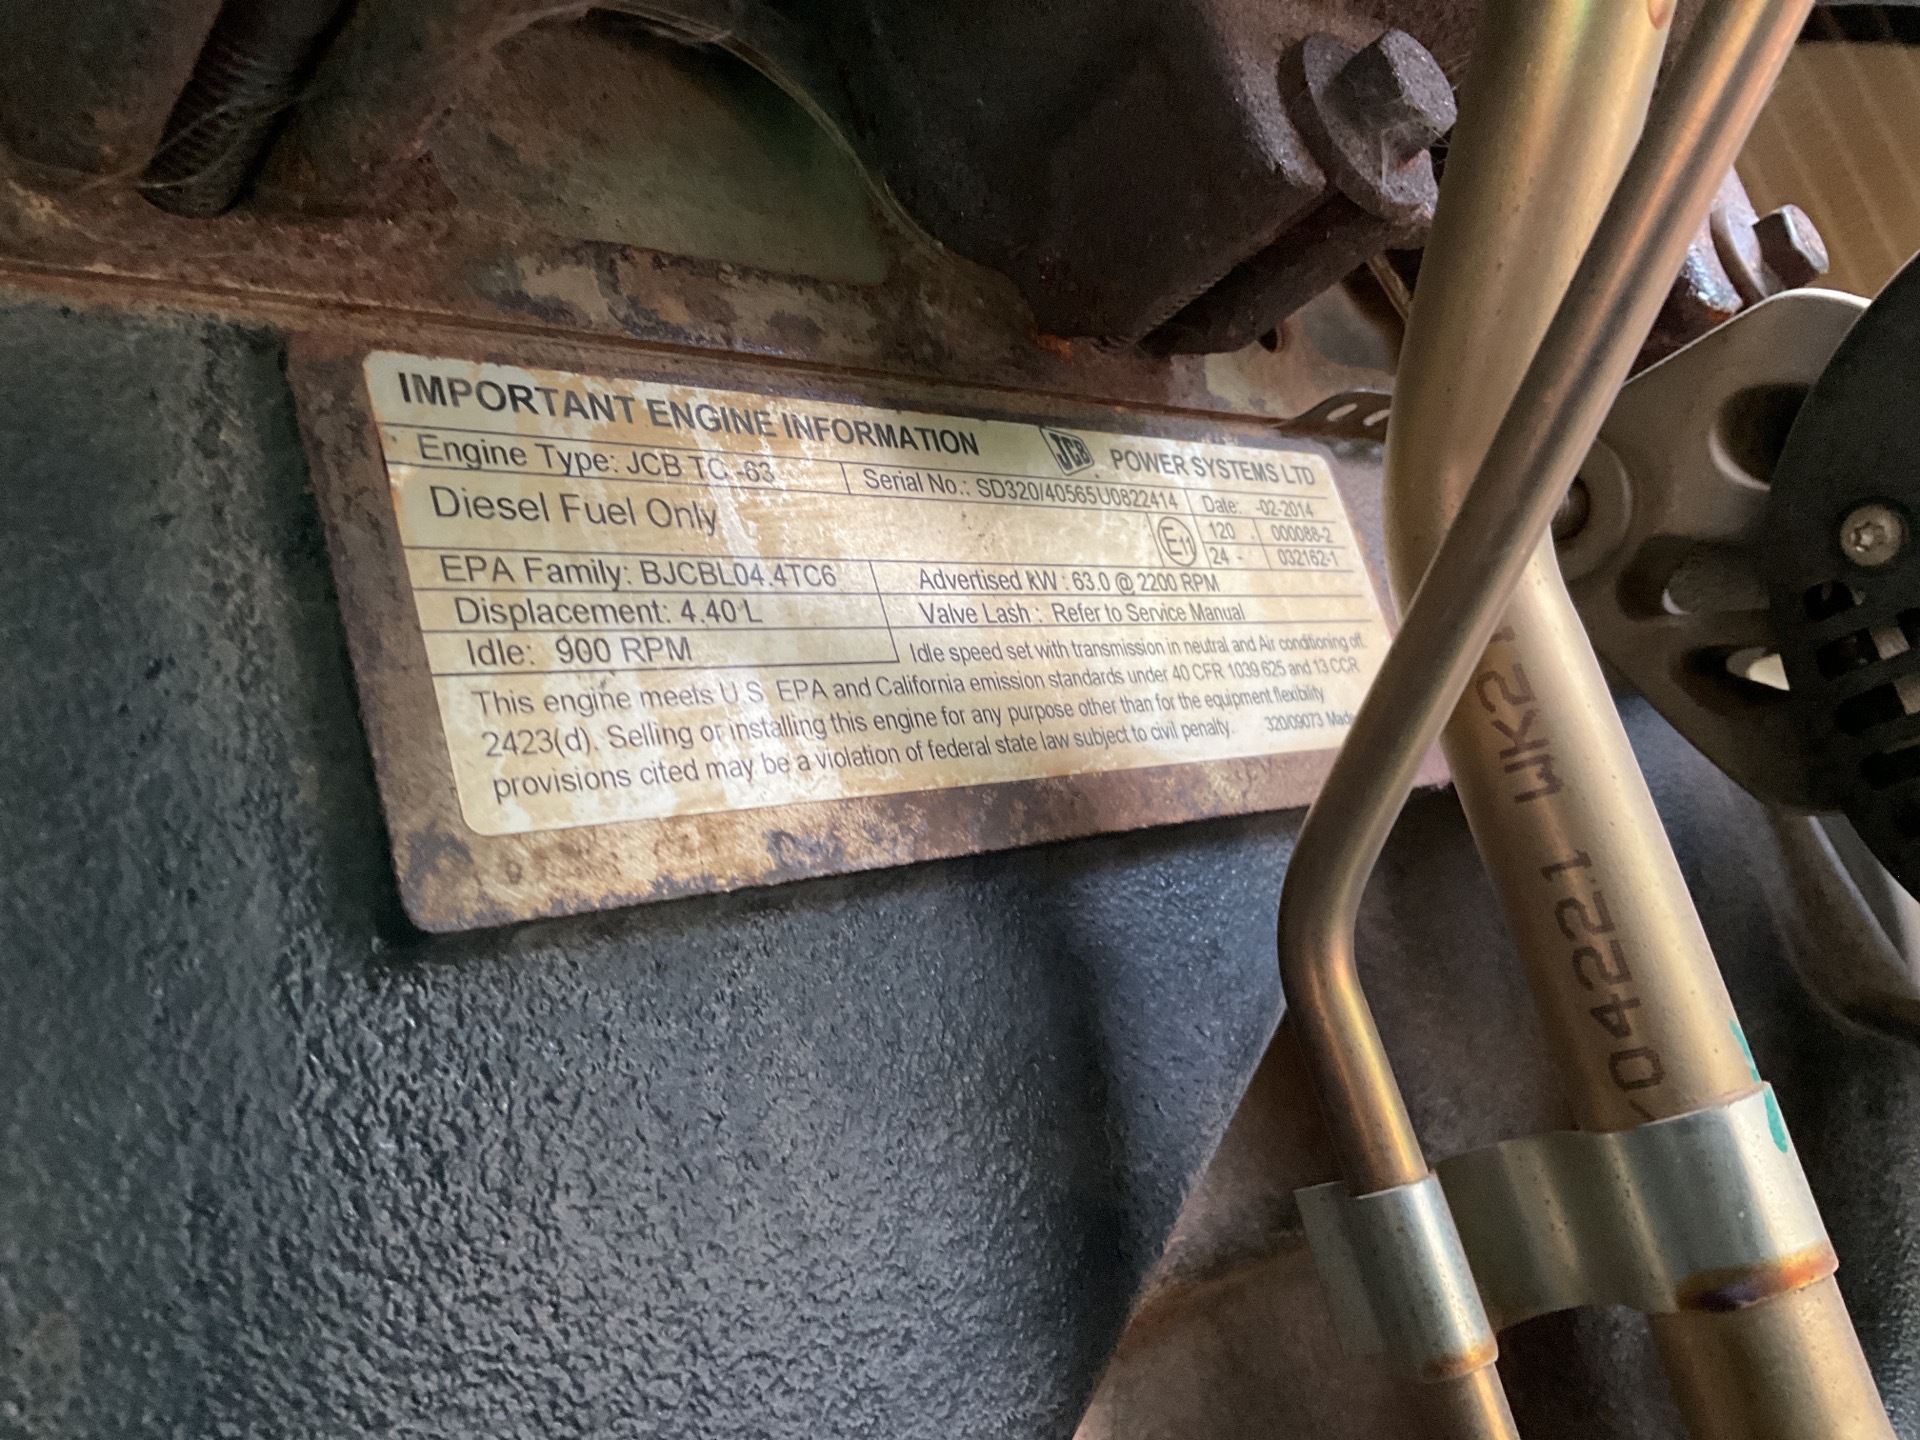 IMPORTANT ENGINE INFORMATION
JCB POWER SYSTEMS LTD
Engine Type: JCB TC -63
Serial No.: SD320/40565U0822414
Date: -02-2014
Diesel Fuel Only
E11
120 000088-2
24 - 032162-1
EPA Family: BJCBL04.4TC6
Advertised kW : 63.0 @ 2200 RPM
Displacement: 4.40 L
Valve Lash : Refer to Service Manual
Idle: 900 RPM
Idle speed set with transmission in neutral and Air conditioning off.
This engine meets U.S. EPA and California emission standards under 40 CFR 1039.625 and 13 CCR
2423(d). Selling or installing this engine for any purpose other than for the equipment flexibility
provisions cited may be a violation of federal state law subject to civil penalty.
320/09073 Made
/04221 WK2